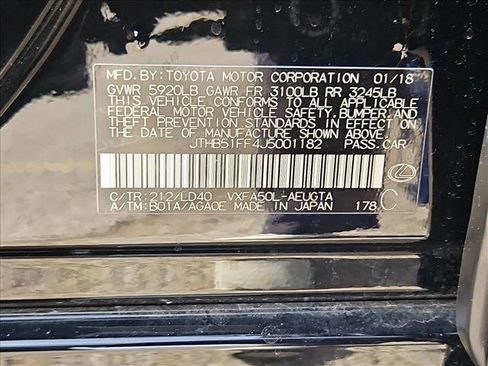 MFD. BY: TOYOTA MOTOR CORPORATION 01/18
GVWR 5920LB GAWR FR 3100LB RR 3245LB
THIS VEHICLE CONFORMS TO ALL APPLICABLE
FEDERAL MOTOR VEHICLE SAFETY, BUMPER, AND
THEFT PREVENTION STANDARDS IN EFFECT ON
THE DATE OF MANUFACTURE SHOWN ABOVE.
JTHB51FF4J5001182 PASS.CAR
C/TR: 212/LD40 VXFA50L-AEUGTA
A/TM: B01A/AGA0E MADE IN JAPAN 178 C